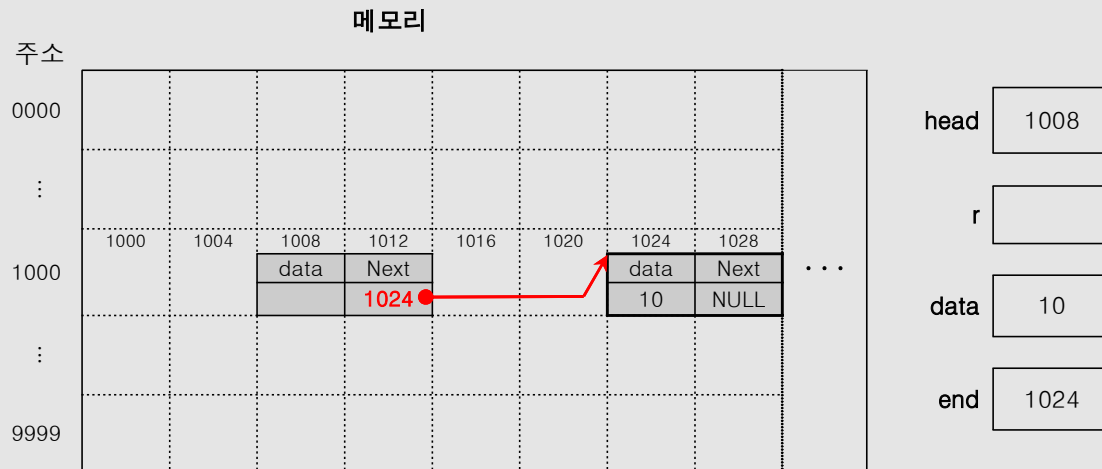 메모리
주소
0000
head 1008
⋮
r
1000 1004 1008 1012 1016 1020 1024 1028
1000 data Next data Next ...
1024 10 NULL
data 10
⋮
end 1024
9999